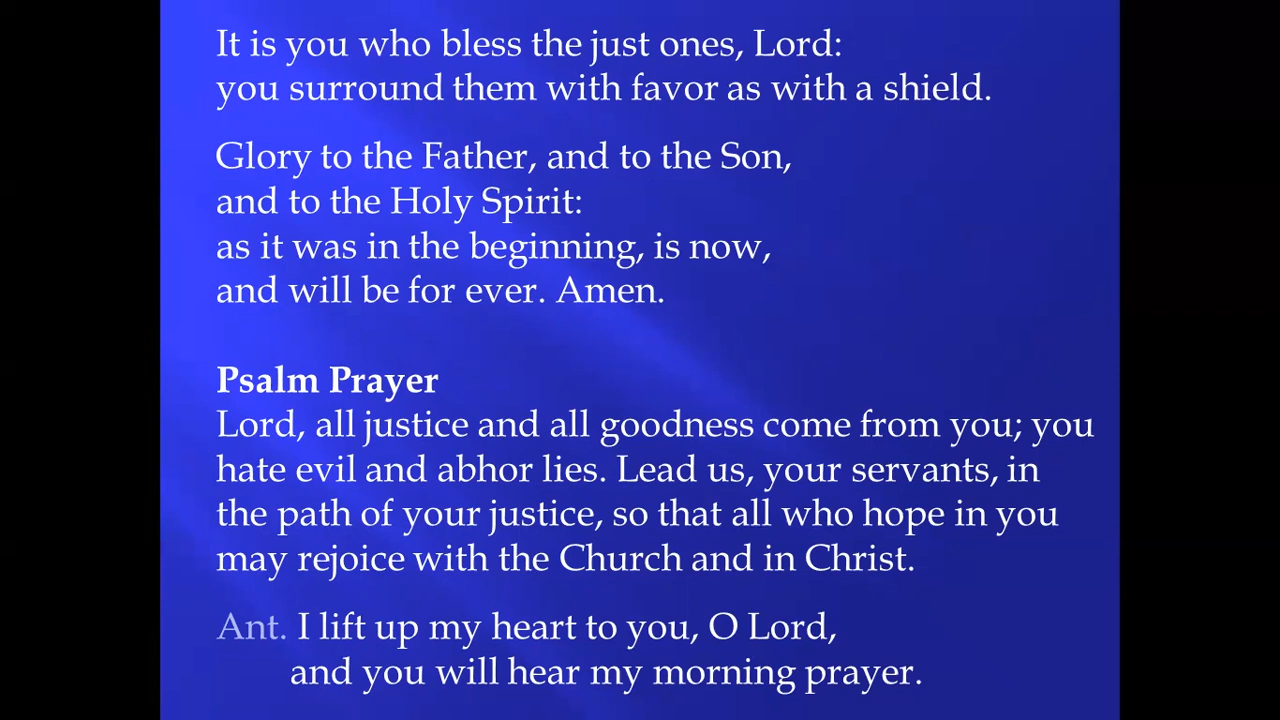 It is you who bless the just ones, Lord:
you surround them with favor as with a shield.
Glory to the Father, and to the Son,
and to the Holy Spirit:
as it was in the beginning, is now,
and will be for ever. Amen.
Psalm Prayer
Lord, all justice and all goodness come from you; you
hate evil and abhor lies. Lead us, your servants, in
the path of your justice, so that all who hope in you
may rejoice with the Church and in Christ.
Ant. I lift up my heart to you, O Lord,
and you will hear my morning prayer.